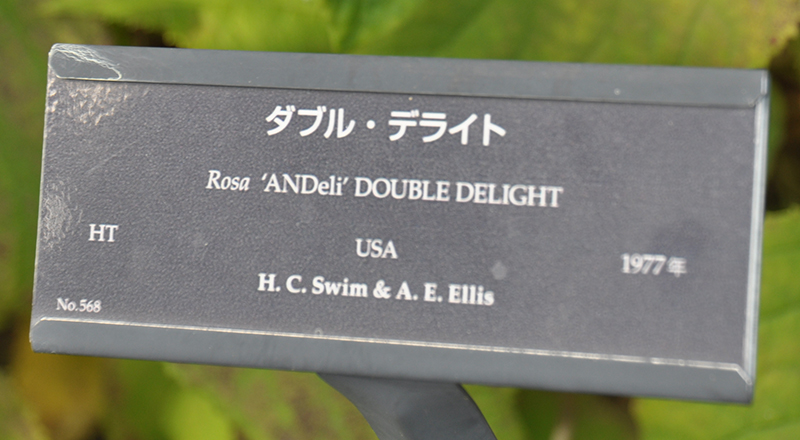 ダブル・デライト
Rosa 'ANDeli' DOUBLE DELIGHT
HT
USA
1977年
H. C. Swim & A. E. Ellis
No.568